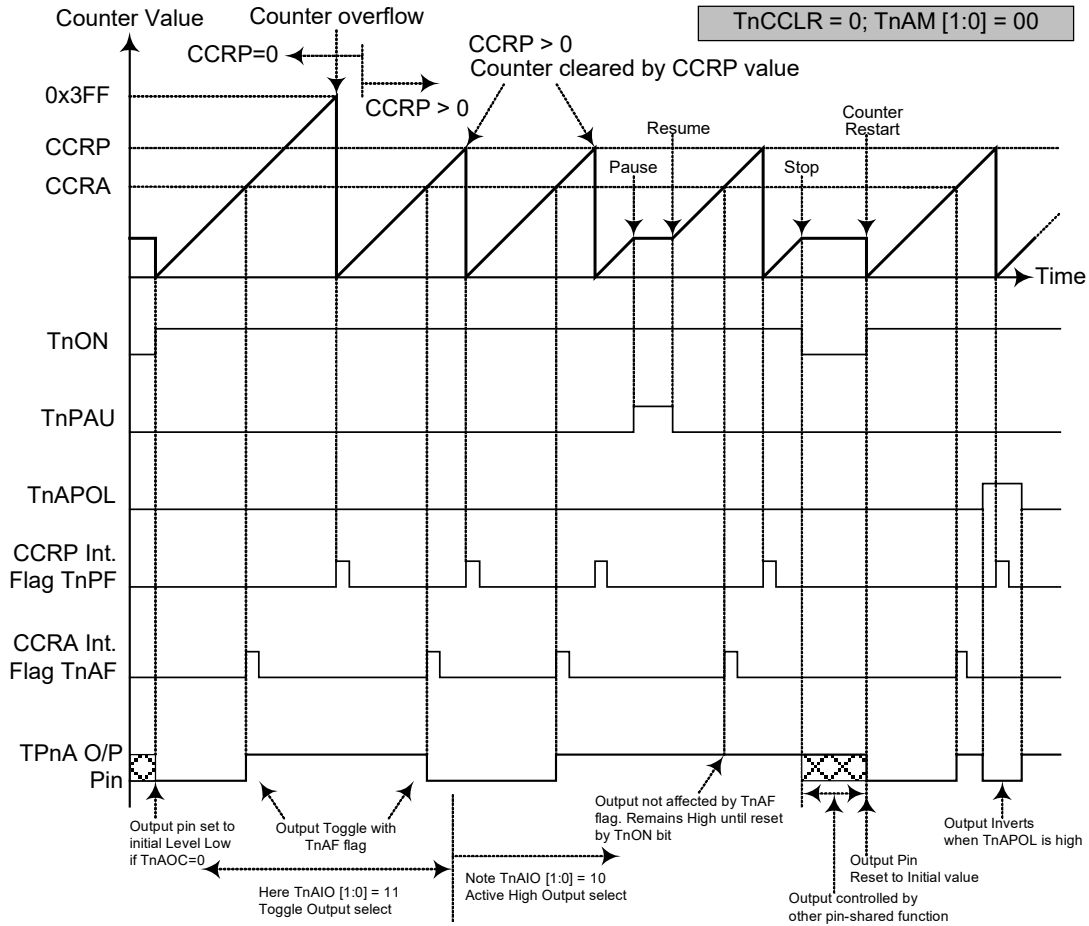 Counter Value
Counter overflow
TnCCLR = 0; TnAM [1:0] = 00
CCRP=0
CCRP > 0
CCRP > 0
Counter cleared by CCRP value
0x3FF
CCRP
CCRA
Pause
Resume
Stop
Counter
Restart
Time
TnON
TnPAU
TnAPOL
CCRP Int.
Flag TnPF
CCRA Int.
Flag TnAF
TPnA O/P
Pin
Output pin set to
initial Level Low
if TnAOC=0
Output Toggle with
TnAF flag
Here TnAIO [1:0] = 11
Toggle Output select
Note TnAIO [1:0] = 10
Active High Output select
Output not affected by TnAF
flag. Remains High until reset
by TnON bit
Output controlled by
other pin-shared function
Output Pin
Reset to Initial value
Output Inverts
when TnAPOL is high